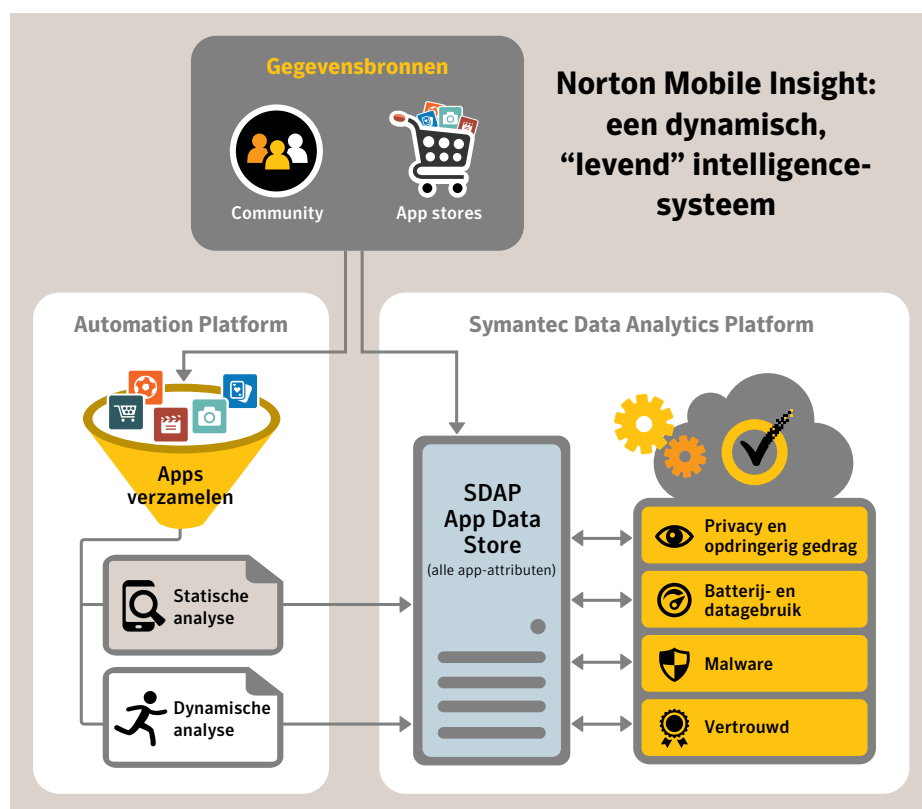 Gegevensbronnen
Community
App stores
Norton Mobile Insight:
een dynamisch,
“levend” intelligence-
systeem
Automation Platform
Apps
verzamelen
Statische
analyse
Dynamische
analyse
Symantec Data Analytics Platform
SDAP
App Data
Store
(alle app-attributen)
Privacy en
opdringerig gedrag
Batterij- en
datagebruik
Malware
Vertrouwd